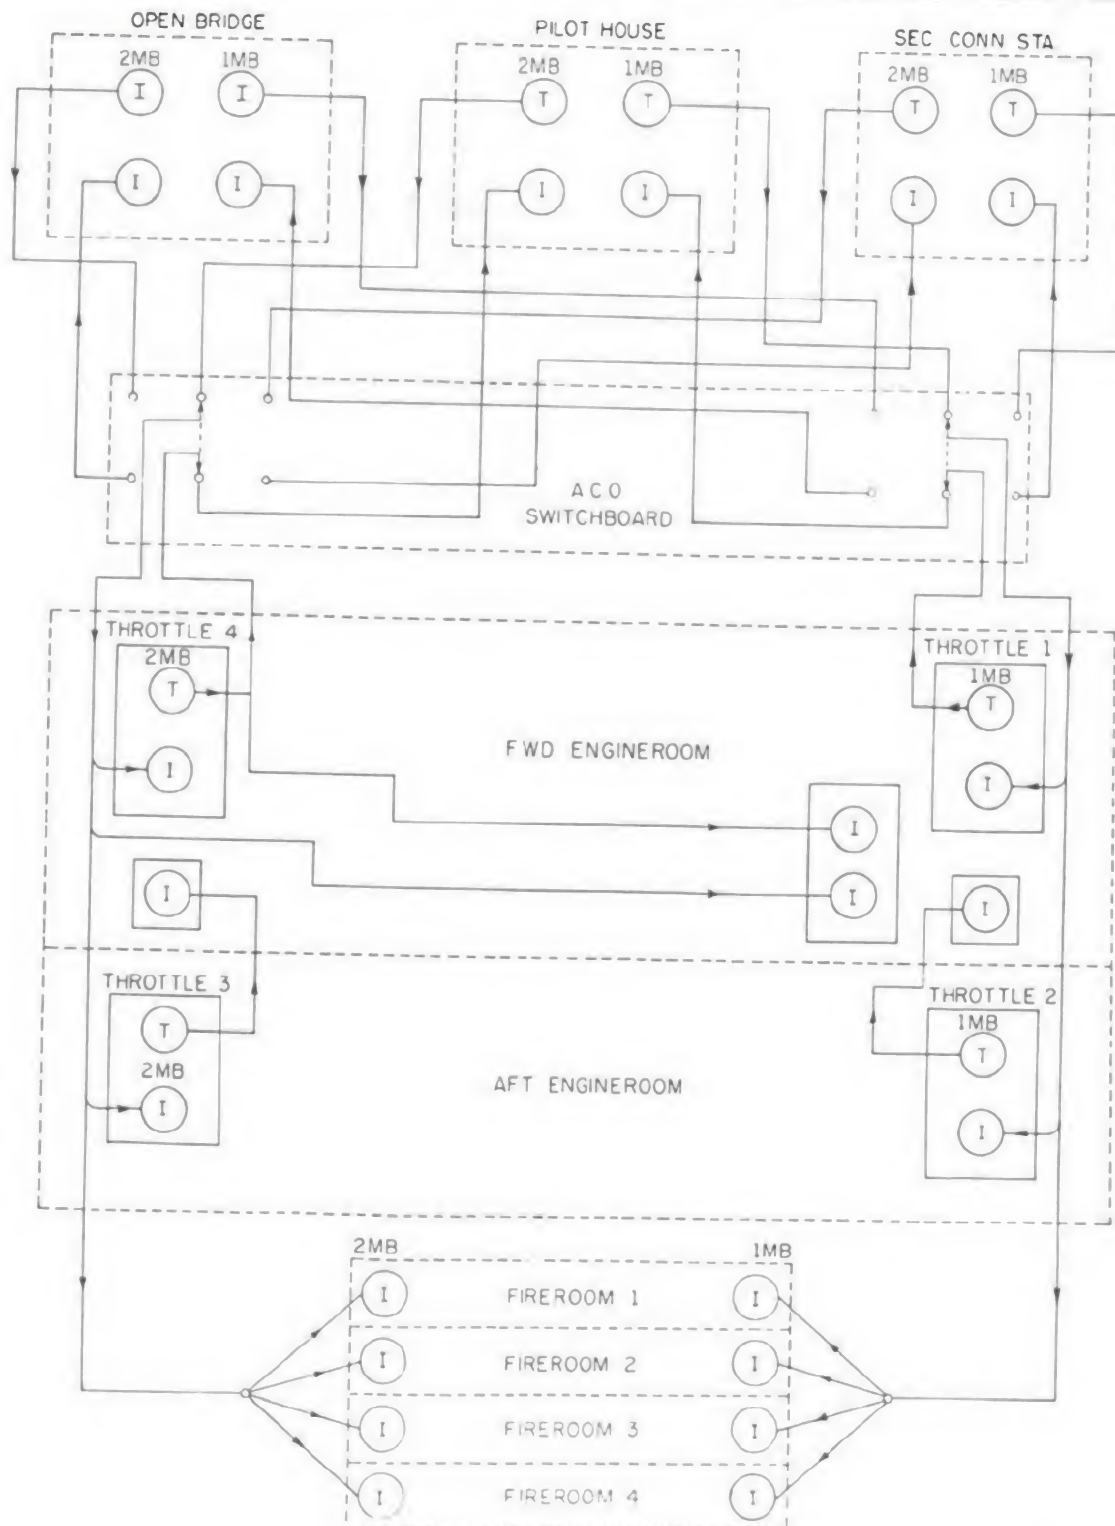 OPEN BRIDGE
PILOT HOUSE
SEC CONN STA
2MB 1MB
2MB 1MB
2MB 1MB
I I
T T
T T
I I
I I
I I
ACO
SWITCHBOARD
THROTTLE 4
2MB
T
I
THROTTLE 1
1MB
T
I
FWD ENGINEROOM
I
I
I
I
THROTTLE 3
T
2MB
I
THROTTLE 2
1MB
T
I
AFT ENGINEROOM
2MB 1MB
I FIREROOM 1 I
I FIREROOM 2 I
I FIREROOM 3 I
I FIREROOM 4 I